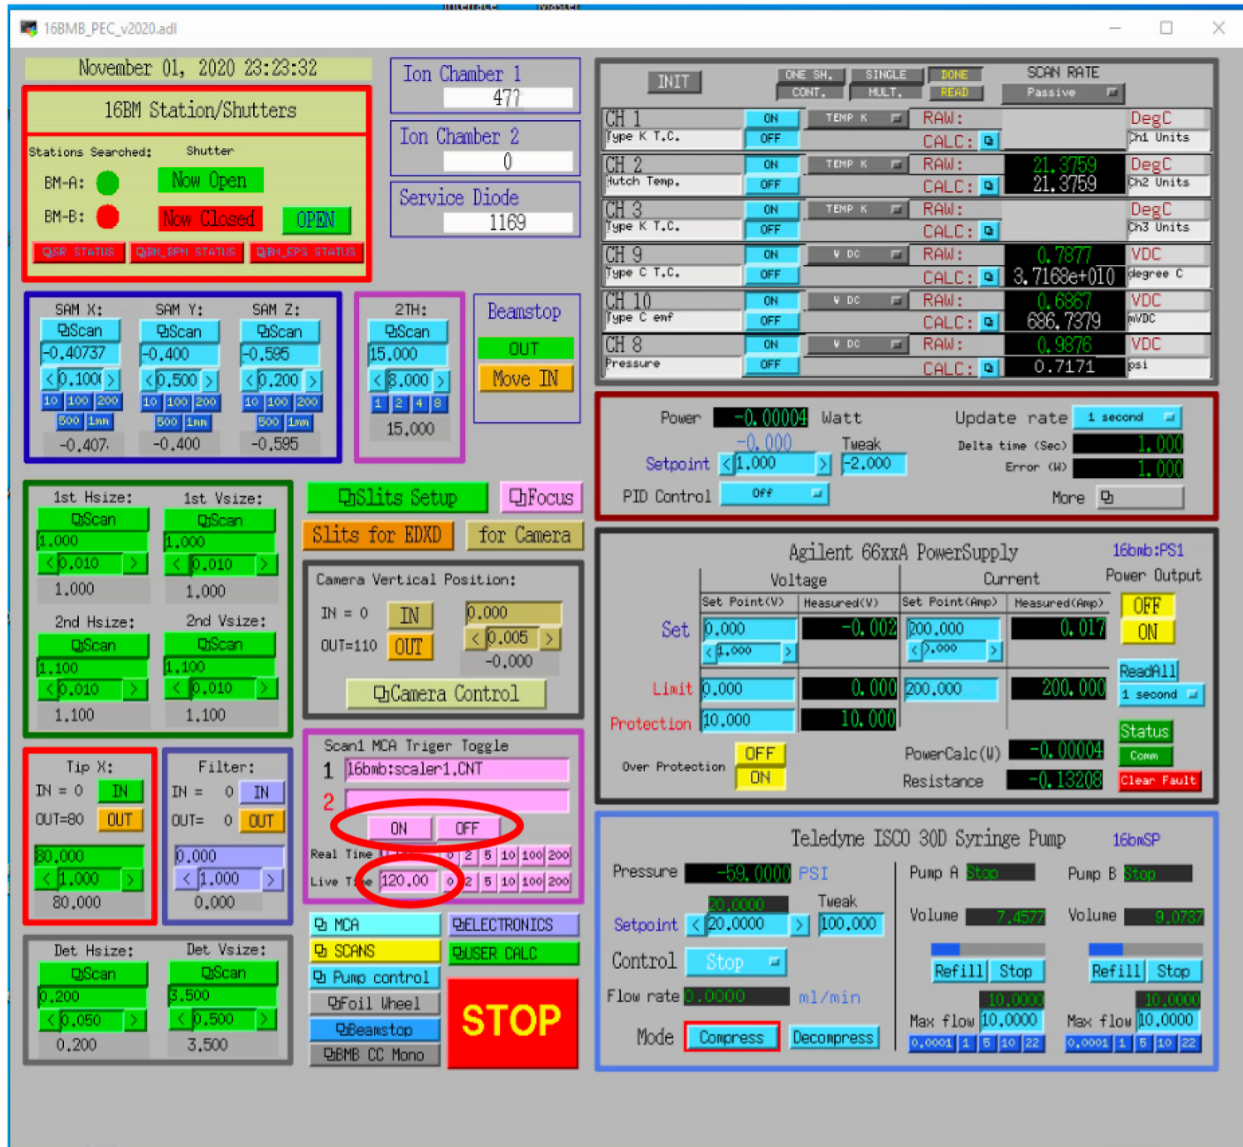 Interface Master
16BMB_PEC_v2020.adl
November 01, 2020 23:23:32
16BM Station/Shutters
Stations Searched: Shutter
BM-A: Now Open
BM-B: Now Closed OPEN
SR STATUS BM_BPM STATUS BM_EPS STATUS
Ion Chamber 1
477
Ion Chamber 2
0
Service Diode
1169
SAM X: SAM Y: SAM Z:
Scan Scan Scan
-0.40737 -0.400 -0.595
< 0.100 > < 0.500 > < 0.200 >
10 100 200 10 100 200 10 100 200
500 1mm 500 1mm 500 1mm
-0.407 -0.400 -0.595
2TH:
Scan
15.000
< 8.000 >
1 2 4 8
15.000
Beamstop
OUT
Move IN
1st Hsize: 1st Vsize:
Scan Scan
1.000 1.000
< 0.010 > < 0.010 >
1.000 1.000
2nd Hsize: 2nd Vsize:
Scan Scan
1.100 1.100
< 0.010 > < 0.010 >
1.100 1.100
Slits Setup Focus
Slits for EDXD for Camera
Camera Vertical Position:
IN = 0 IN 0.000
OUT=110 OUT < 0.005 >
-0.000
Camera Control
Tip X:
IN = 0 IN
OUT=80 OUT
80.000
< 1.000 >
80.000
Filter:
IN = 0 IN
OUT= 0 OUT
0.000
< 1.000 >
0.000
Scan1 MCA Triger Toggle
1 16bmb:scaler1.CNT
2
ON OFF
Real Time 0 2 5 10 100 200
Live Time 120.00 0 2 5 10 100 200
Det Hsize: Det Vsize:
Scan Scan
0.200 3.500
< 0.050 > < 0.500 >
0.200 3.500
MCA ELECTRONICS
SCANS USER CALC
Pump control
Foil Wheel
Beamstop
BMB CC Mono
STOP
INIT ONE SH. SINGLE DONE SCAN RATE
CONT. MULT. READ Passive
CH 1 ON TEMP K RAW: DegC
Type K T.C. OFF CALC: Ch1 Units
CH 2 ON TEMP K RAW: 21.3759 DegC
Hutch Temp. OFF CALC: 21.3759 Ch2 Units
CH 3 ON TEMP K RAW: DegC
Type K T.C. OFF CALC: Ch3 Units
CH 9 ON V DC RAW: 0.7877 VDC
Type C T.C. OFF CALC: 3.7168e+010 degree C
CH 10 ON V DC RAW: 0.6867 VDC
Type C emf OFF CALC: 686.7379 mVDC
CH 8 ON V DC RAW: 0.9876 VDC
Pressure OFF CALC: 0.7171 psi
Power -0.00004 Watt Update rate 1 second
-0.000 Tweak Delta time (Sec) 1.000
Setpoint < 1.000 > -2.000 Error (W) 1.000
PID Control Off More
Agilent 66xxA PowerSupply 16bmb:PS1
Voltage Current Power Output
Set Point(V) Measured(V) Set Point(Amp) Measured(Amp) OFF
Set 0.000 -0.002 200.000 0.017 ON
< 1.000 > < >
ReadAll
Limit 0.000 0.000 200.000 200.000 1 second
Protection 10.000 10.000
Status
Over Protection OFF PowerCalc(W) -0.00004 Comm
ON Resistance -0.13208 Clear Fault
Teledyne ISCO 30D Syringe Pump 16bmSP
Pressure -59.0000 PSI Pump A Stop Pump B Stop
20.0000 Tweak
Setpoint < 20.0000 > 100.000 Volume 7.4577 Volume 9.0787
Control Stop Refill Stop Refill Stop
Flow rate 0.0000 ml/min 10.0000 10.0000
Max flow 10.0000 Max flow 10.0000
Mode Compress Decompress 0.0001 1 5 10 22 0.0001 1 5 10 22